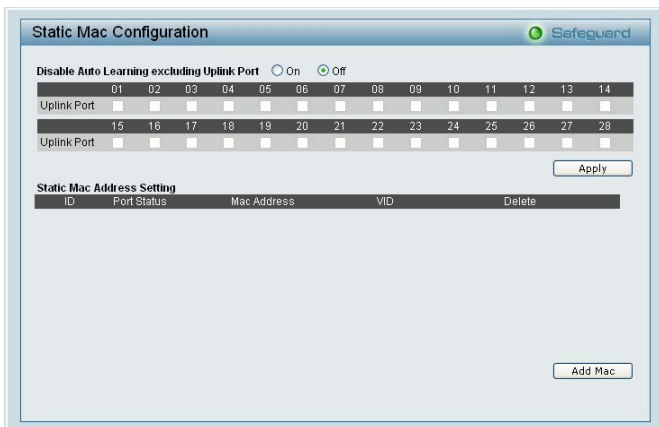 Static Mac Configuration Safeguard
Disable Auto Learning excluding Uplink Port On Off
01 02 03 04 05 06 07 08 09 10 11 12 13 14
Uplink Port
15 16 17 18 19 20 21 22 23 24 25 26 27 28
Uplink Port
Apply
Static Mac Address Setting
ID Port Status Mac Address VID Delete
Add Mac